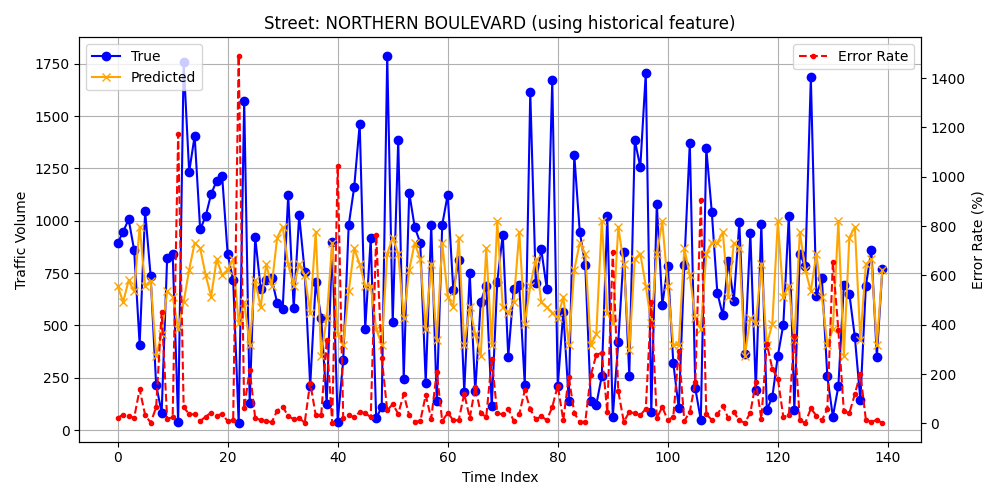 Street: NORTHERN BOULEVARD (using historical feature)
True
Predicted
Error Rate
Traffic Volume
1750
1500
1250
1000
750
500
250
0
Error Rate (%)
1400
1200
1000
800
600
400
200
0
0 20 40 60 80 100 120 140
Time Index